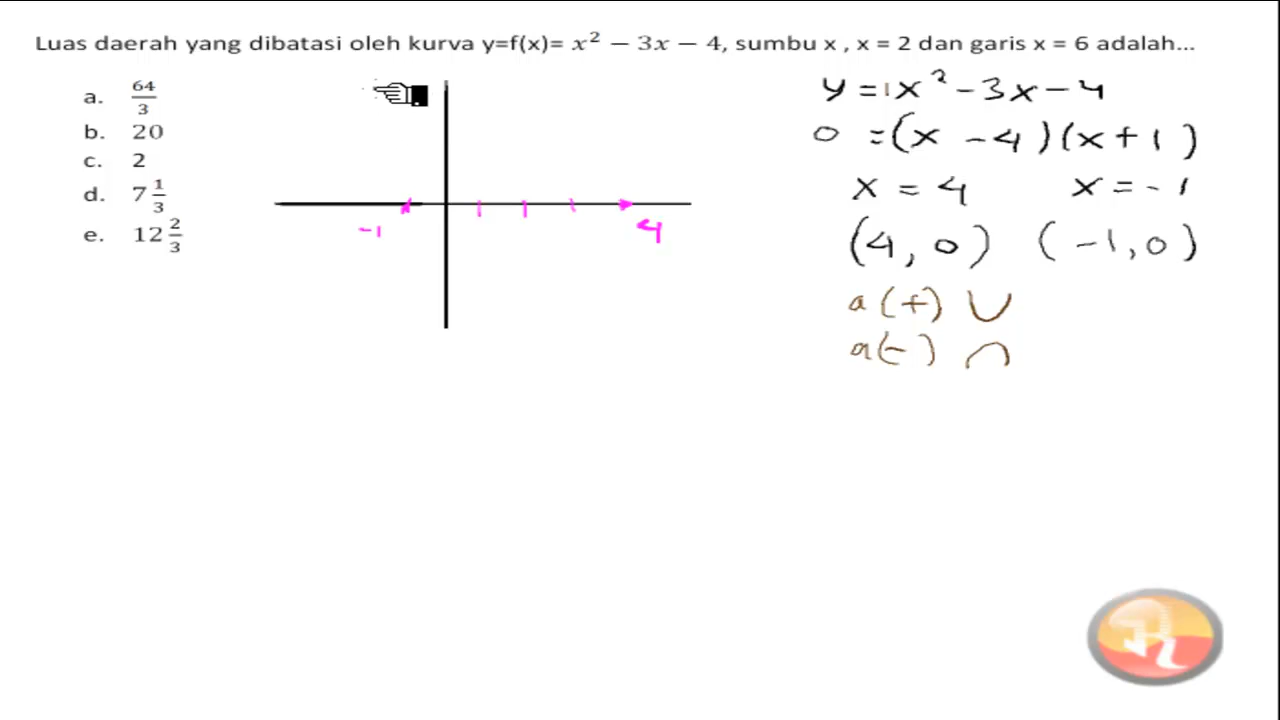 Luas daerah yang dibatasi oleh kurva y=f(x)= x² − 3x − 4, sumbu x , x = 2 dan garis x = 6 adalah...
a. 64/3
b. 20
c. 2
d. 7 1/3
e. 12 2/3
-1
4
y = 1x² - 3x - 4
0 = (x - 4)(x + 1)
x = 4 x = -1
(4, 0) (-1, 0)
a (+) ∪
a (-) ∩